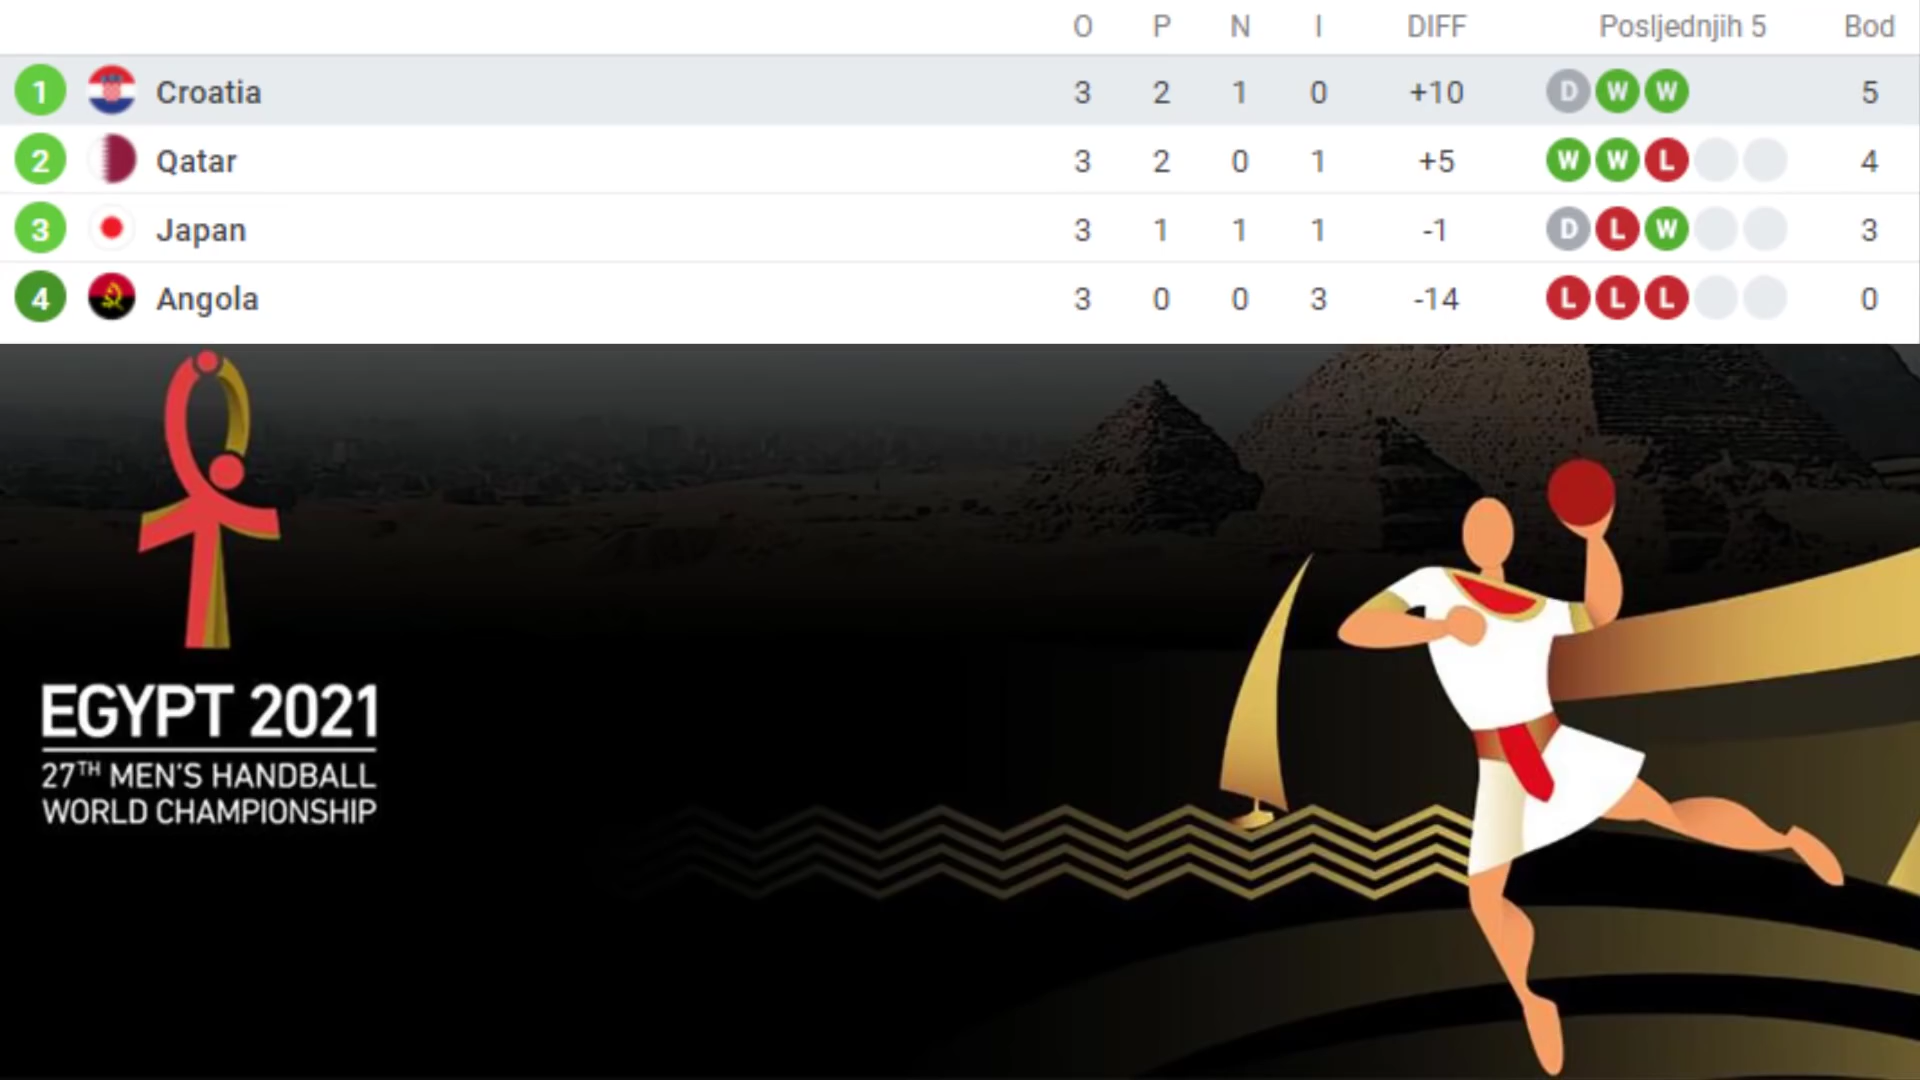 O P N I DIFF Posljednjih 5 Bod
1 Croatia 3 2 1 0 +10 D W W 5
2 Qatar 3 2 0 1 +5 W W L 4
3 Japan 3 1 1 1 -1 D L W 3
4 Angola 3 0 0 3 -14 L L L 0
EGYPT 2021
27TH MEN'S HANDBALL
WORLD CHAMPIONSHIP